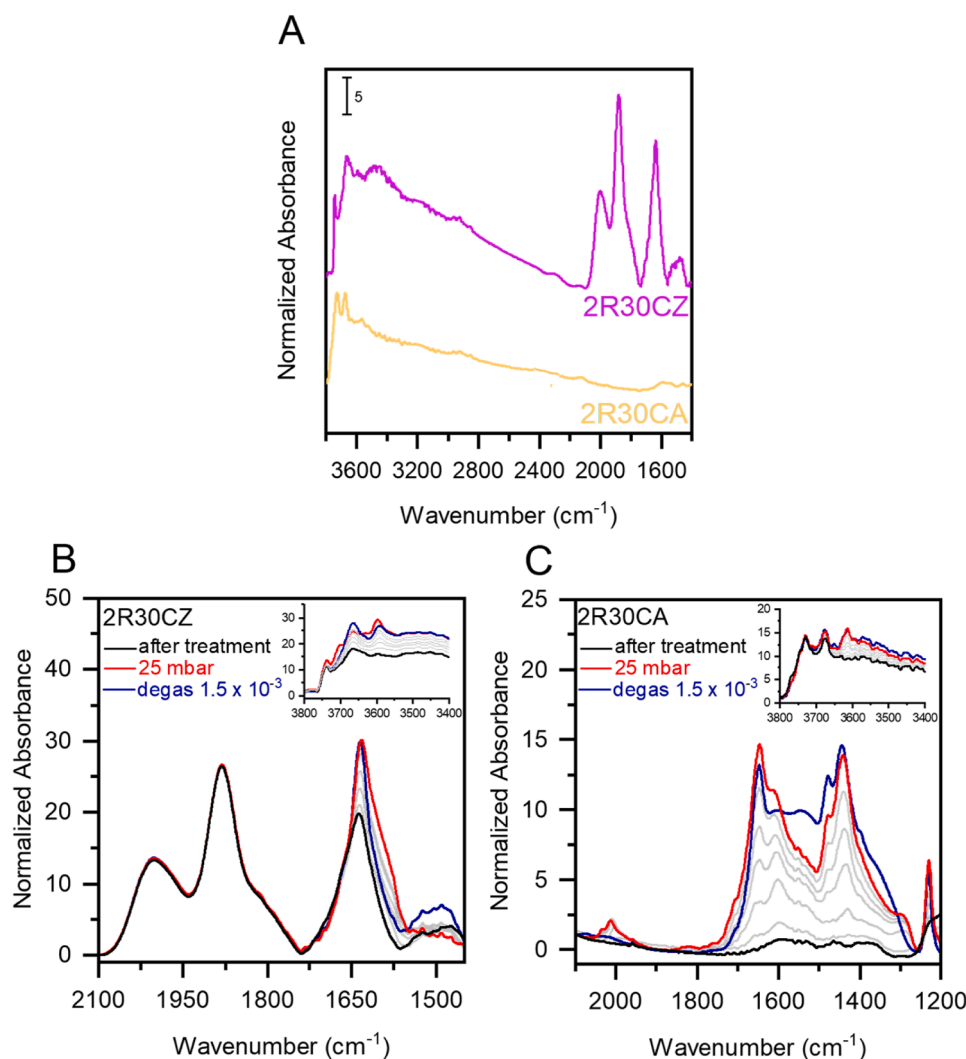 A
5
2R30CZ
2R30CA
Normalized Absorbance
3600 3200 2800 2400 2000 1600
Wavenumber (cm⁻¹)
B
2R30CZ
after treatment
25 mbar
degas 1.5 x 10⁻³
30
20
10
0
3800 3700 3600 3500 3400
50
40
30
20
10
0
Normalized Absorbance
2100 1950 1800 1650 1500
Wavenumber (cm⁻¹)
C
2R30CA
after treatment
25 mbar
degas 1.5 x 10⁻³
20
15
10
5
0
3800 3700 3600 3500 3400
25
20
15
10
5
0
Normalized Absorbance
2000 1800 1600 1400 1200
Wavenumber (cm⁻¹)